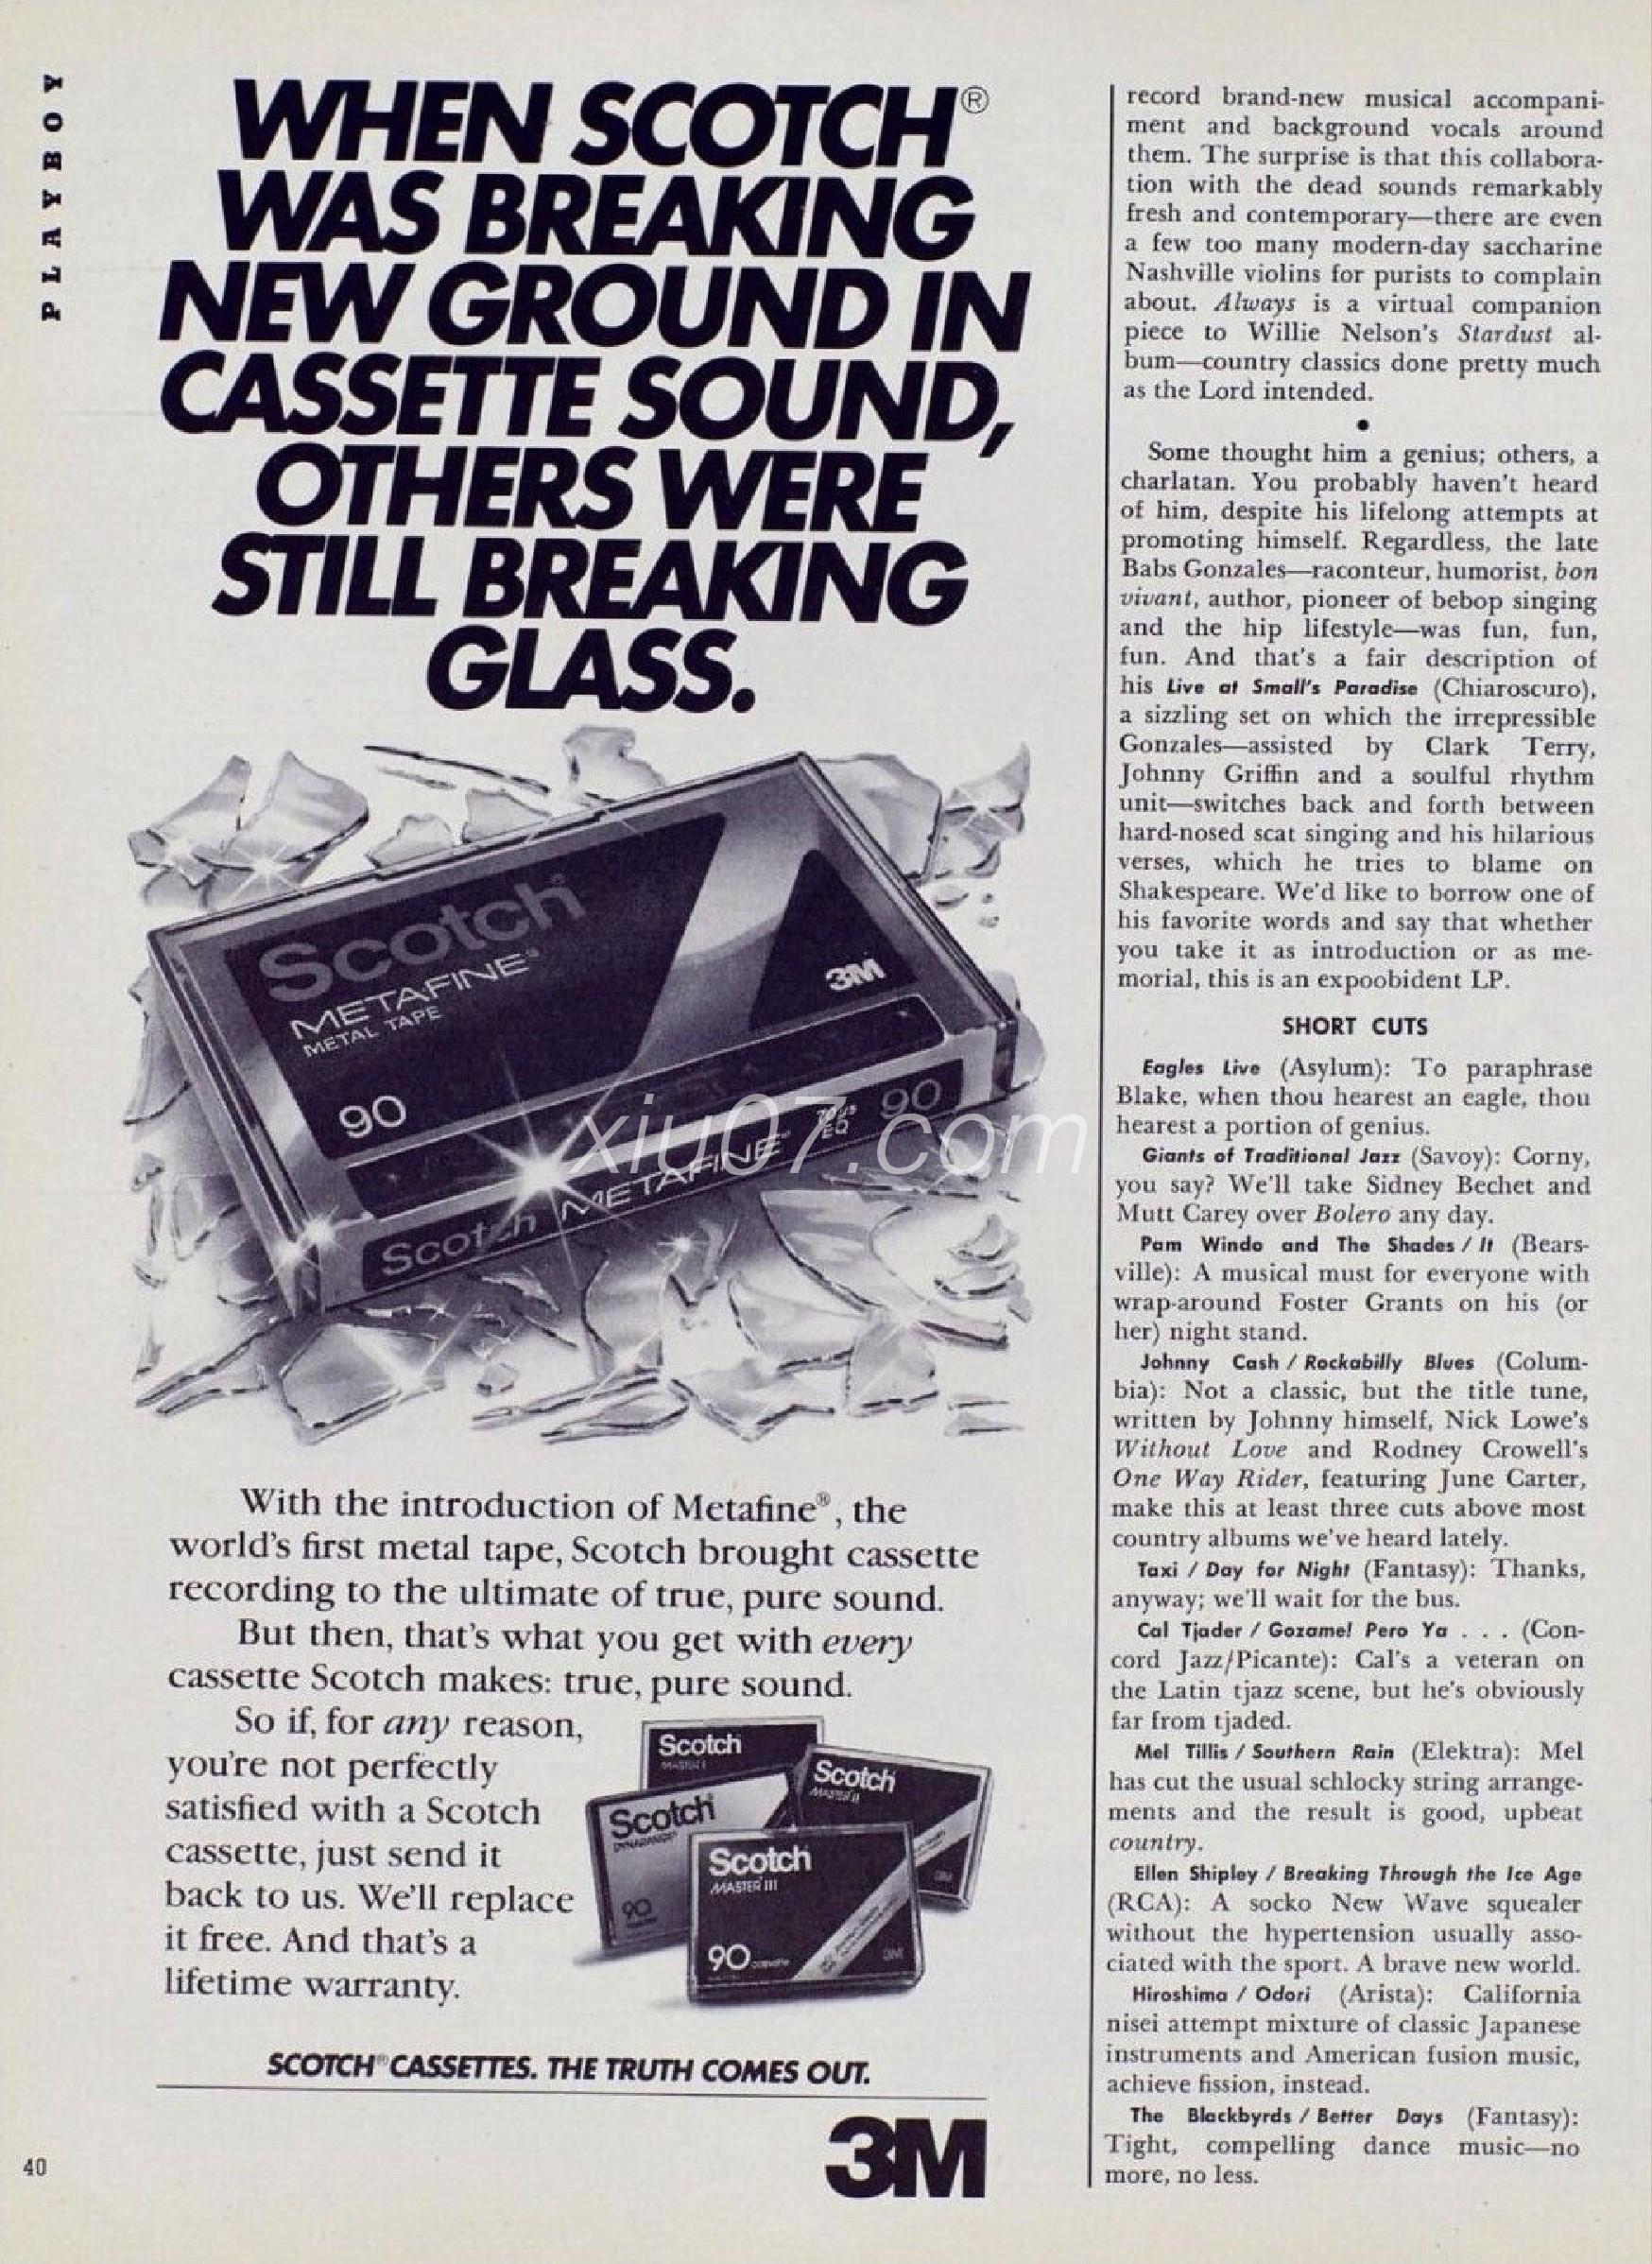 PLAYBOY
WHEN SCOTCH®
WAS BREAKING
NEW GROUND IN
CASSETTE SOUND,
OTHERS WERE
STILL BREAKING
GLASS.
Scotch®
METAFINE®
METAL TAPE
3M
90
Scotch METAFINE 70μs EQ 90
xiu07.com
With the introduction of Metafine®, the
world's first metal tape, Scotch brought cassette
recording to the ultimate of true, pure sound.
But then, that's what you get with every
cassette Scotch makes: true, pure sound.
So if, for any reason,
you're not perfectly
satisfied with a Scotch
cassette, just send it
back to us. We'll replace
it free. And that's a
lifetime warranty.
Scotch
MASTER I
Scotch
MASTER II
Scotch
DYNARANGE
90
Scotch
MASTER III
90
SCOTCH® CASSETTES. THE TRUTH COMES OUT.
3M
40
record brand-new musical accompani-
ment and background vocals around
them. The surprise is that this collabora-
tion with the dead sounds remarkably
fresh and contemporary—there are even
a few too many modern-day saccharine
Nashville violins for purists to complain
about. Always is a virtual companion
piece to Willie Nelson's Stardust al-
bum—country classics done pretty much
as the Lord intended.
•
Some thought him a genius; others, a
charlatan. You probably haven't heard
of him, despite his lifelong attempts at
promoting himself. Regardless, the late
Babs Gonzales—raconteur, humorist, bon
vivant, author, pioneer of bebop singing
and the hip lifestyle—was fun, fun,
fun. And that's a fair description of
his Live at Small's Paradise (Chiaroscuro),
a sizzling set on which the irrepressible
Gonzales—assisted by Clark Terry,
Johnny Griffin and a soulful rhythm
unit—switches back and forth between
hard-nosed scat singing and his hilarious
verses, which he tries to blame on
Shakespeare. We'd like to borrow one of
his favorite words and say that whether
you take it as introduction or as me-
morial, this is an expoobident LP.
SHORT CUTS
Eagles Live (Asylum): To paraphrase
Blake, when thou hearest an eagle, thou
hearest a portion of genius.
Giants of Traditional Jazz (Savoy): Corny,
you say? We'll take Sidney Bechet and
Mutt Carey over Bolero any day.
Pam Windo and The Shades / It (Bears-
ville): A musical must for everyone with
wrap-around Foster Grants on his (or
her) night stand.
Johnny Cash / Rockabilly Blues (Colum-
bia): Not a classic, but the title tune,
written by Johnny himself, Nick Lowe's
Without Love and Rodney Crowell's
One Way Rider, featuring June Carter,
make this at least three cuts above most
country albums we've heard lately.
Taxi / Day for Night (Fantasy): Thanks,
anyway; we'll wait for the bus.
Cal Tjader / Gozame! Pero Ya . . . (Con-
cord Jazz/Picante): Cal's a veteran on
the Latin tjazz scene, but he's obviously
far from tjaded.
Mel Tillis / Southern Rain (Elektra): Mel
has cut the usual schlocky string arrange-
ments and the result is good, upbeat
country.
Ellen Shipley / Breaking Through the Ice Age
(RCA): A socko New Wave squealer
without the hypertension usually asso-
ciated with the sport. A brave new world.
Hiroshima / Odori (Arista): California
nisei attempt mixture of classic Japanese
instruments and American fusion music,
achieve fission, instead.
The Blackbyrds / Better Days (Fantasy):
Tight, compelling dance music—no
more, no less.